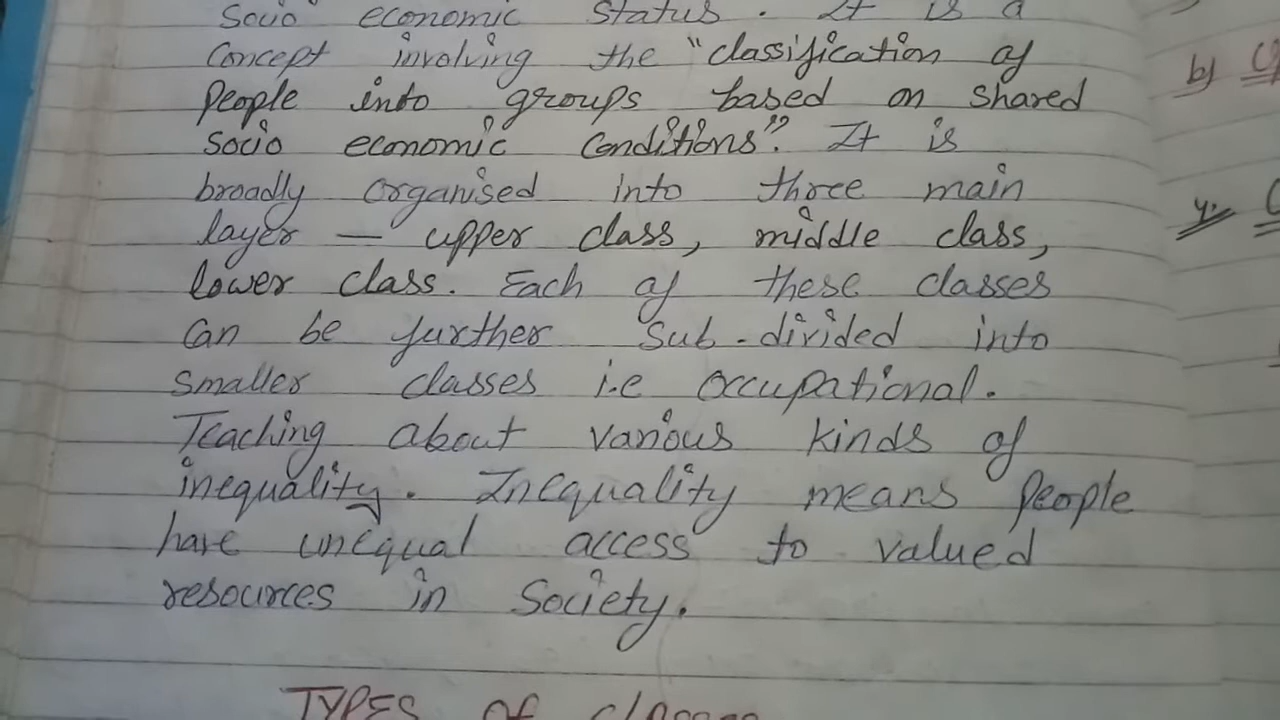 Socio economic status. It is a
concept involving the "classification of
people into groups based on shared
socio economic conditions". It is
broadly organised into three main
layer — upper class, middle class,
lower class. Each of these classes
can be further sub-divided into
smaller classes i.e occupational.
Teaching about various kinds of
inequality. Inequality means people
have unequal access to valued
resources in society.
TYPES of classes
b)